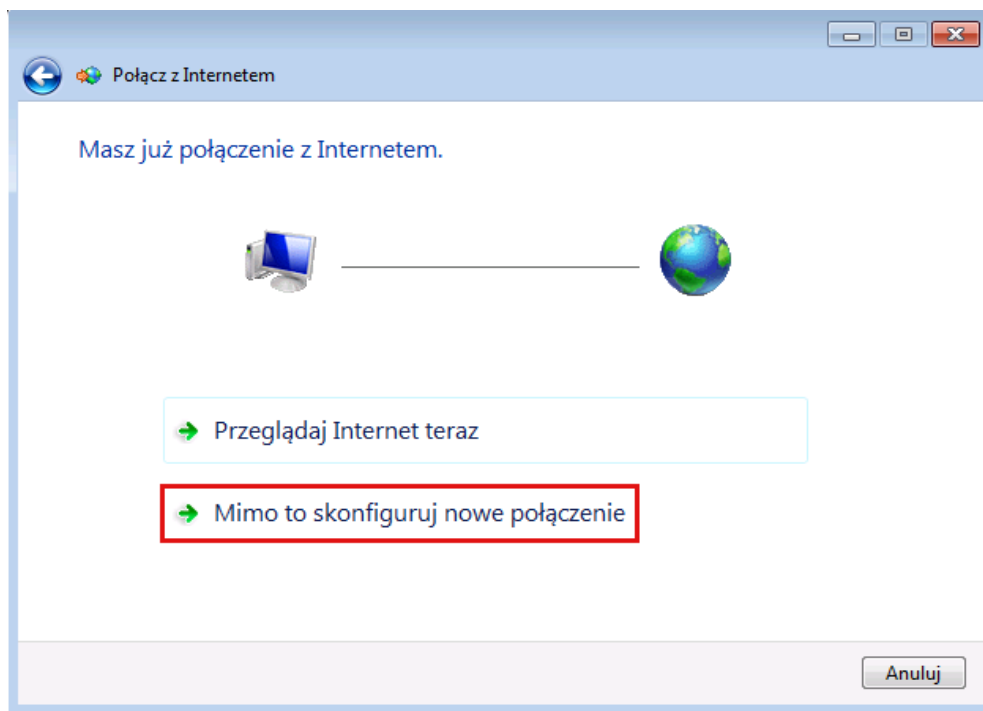 Połącz z Internetem
Masz już połączenie z Internetem.
Przeglądaj Internet teraz
Mimo to skonfiguruj nowe połączenie
Anuluj